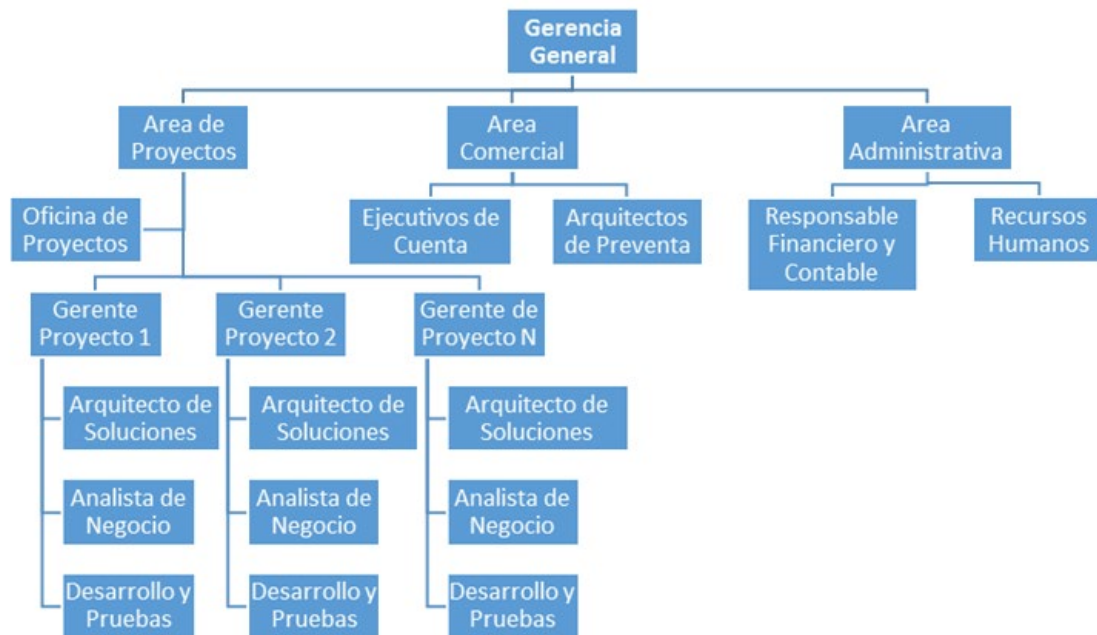 Gerencia
General
Area de
Proyectos
Area
Comercial
Area
Administrativa
Oficina de
Proyectos
Ejecutivos de
Cuenta
Arquitectos
de Preventa
Responsable
Financiero y
Contable
Recursos
Humanos
Gerente
Proyecto 1
Gerente
Proyecto 2
Gerente de
Proyecto N
Arquitecto de
Soluciones
Arquitecto de
Soluciones
Arquitecto de
Soluciones
Analista de
Negocio
Analista de
Negocio
Analista de
Negocio
Desarrollo y
Pruebas
Desarrollo y
Pruebas
Desarrollo y
Pruebas